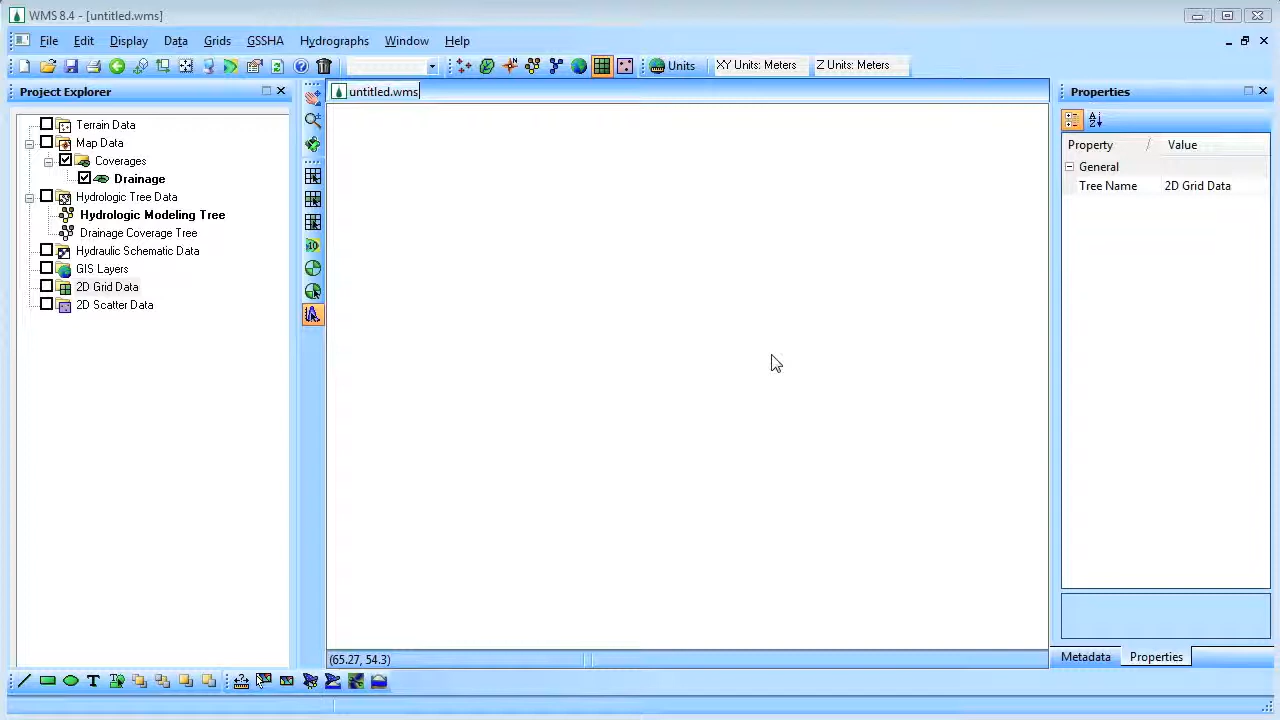 WMS 8.4 - [untitled.wms]
File Edit Display Data Grids GSSHA Hydrographs Window Help
Units XY Units: Meters Z Units: Meters
Project Explorer
untitled.wms
Properties
Terrain Data
Map Data
Coverages
Drainage
Hydrologic Tree Data
Hydrologic Modeling Tree
Drainage Coverage Tree
Hydraulic Schematic Data
GIS Layers
2D Grid Data
2D Scatter Data
Property / Value
General
Tree Name 2D Grid Data
(65.27, 54.3)
Metadata Properties